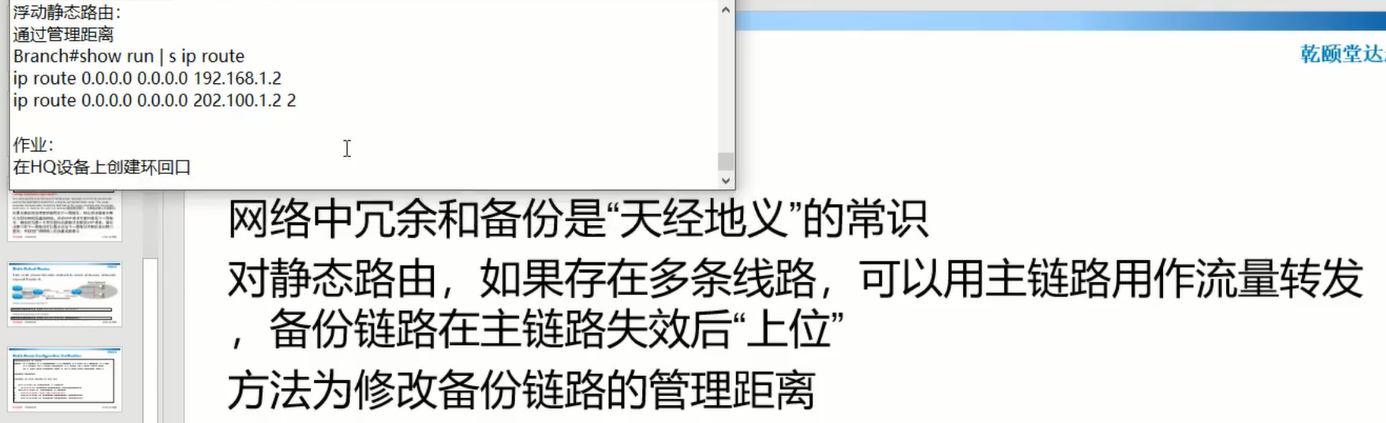 浮动静态路由：
通过管理距离
Branch#show run | s ip route
ip route 0.0.0.0 0.0.0.0 192.168.1.2
ip route 0.0.0.0 0.0.0.0 202.100.1.2 2
作业：
在HQ设备上创建环回口
乾颐堂达
网络中冗余和备份是“天经地义”的常识
对静态路由，如果存在多条线路，可以用主链路用作流量转发
，备份链路在主链路失效后“上位”
方法为修改备份链路的管理距离